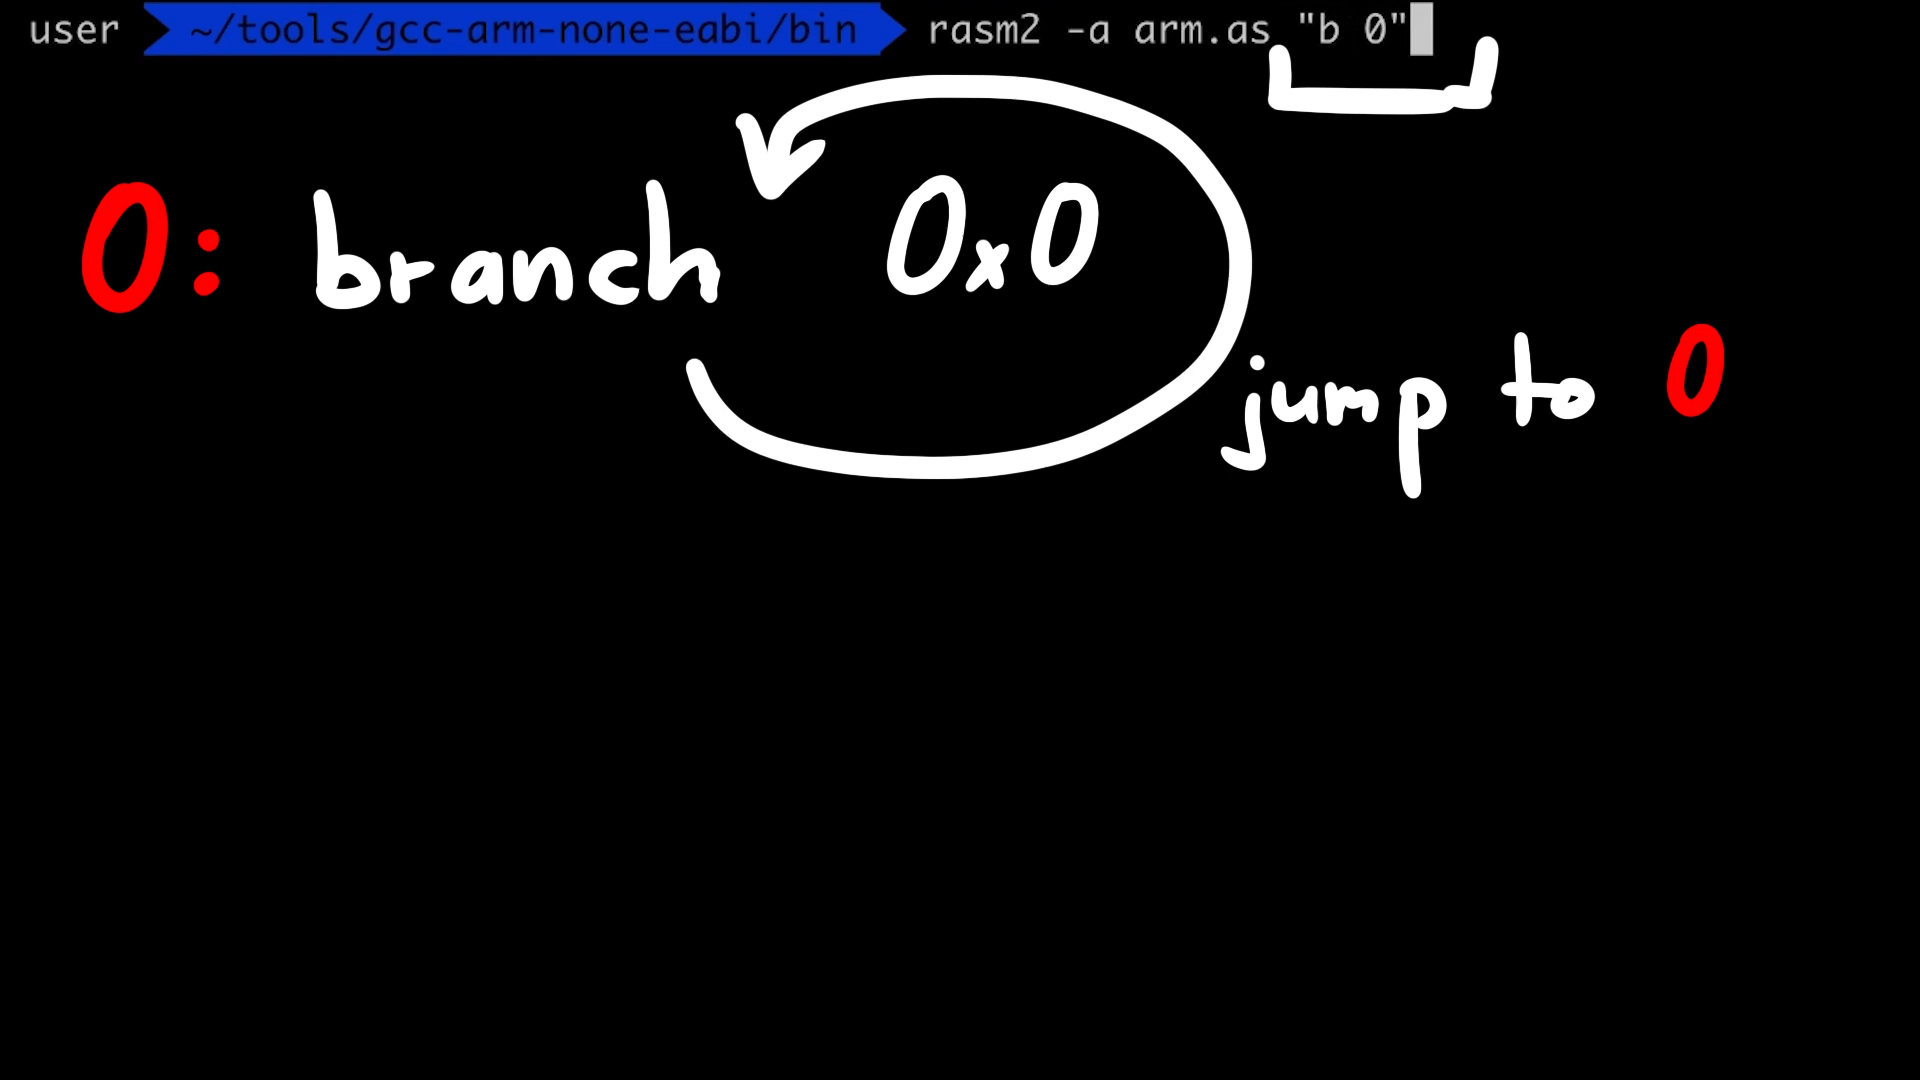 user ~/tools/gcc-arm-none-eabi/bin rasm2 -a arm.as "b 0"
0: branch 0x0
jump to 0